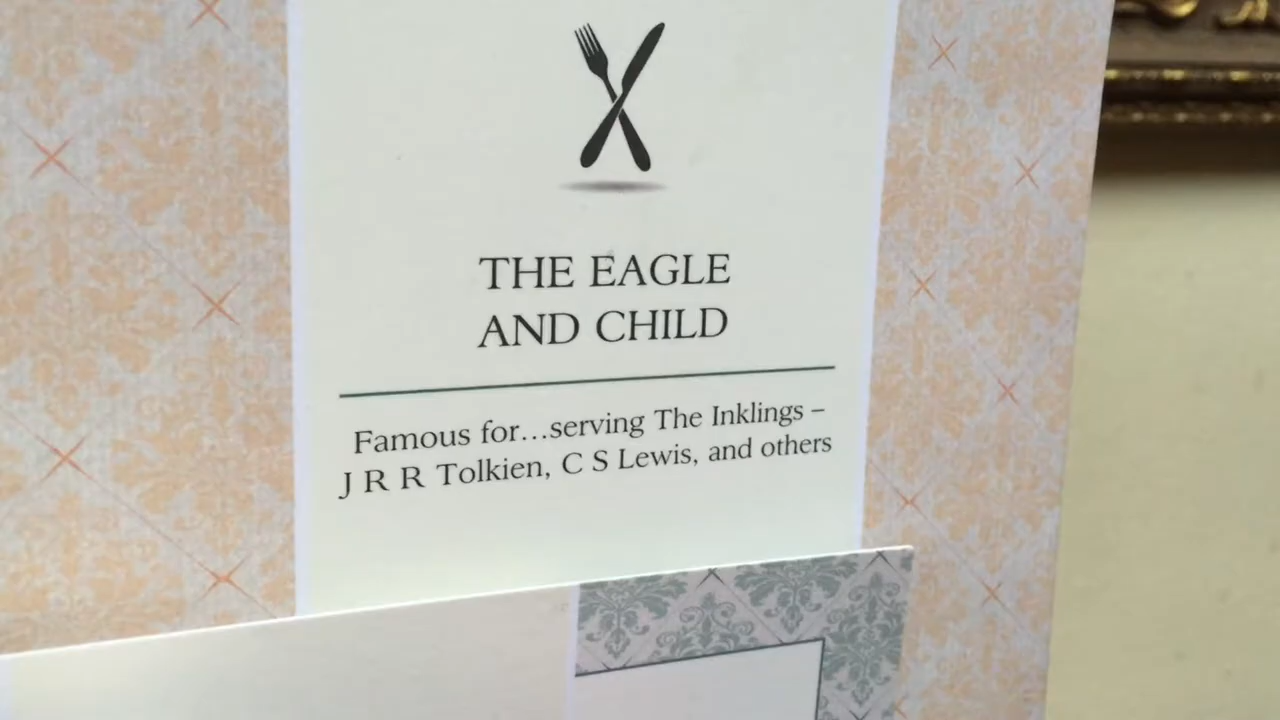 THE EAGLE
AND CHILD
Famous for...serving The Inklings –
J R R Tolkien, C S Lewis, and others